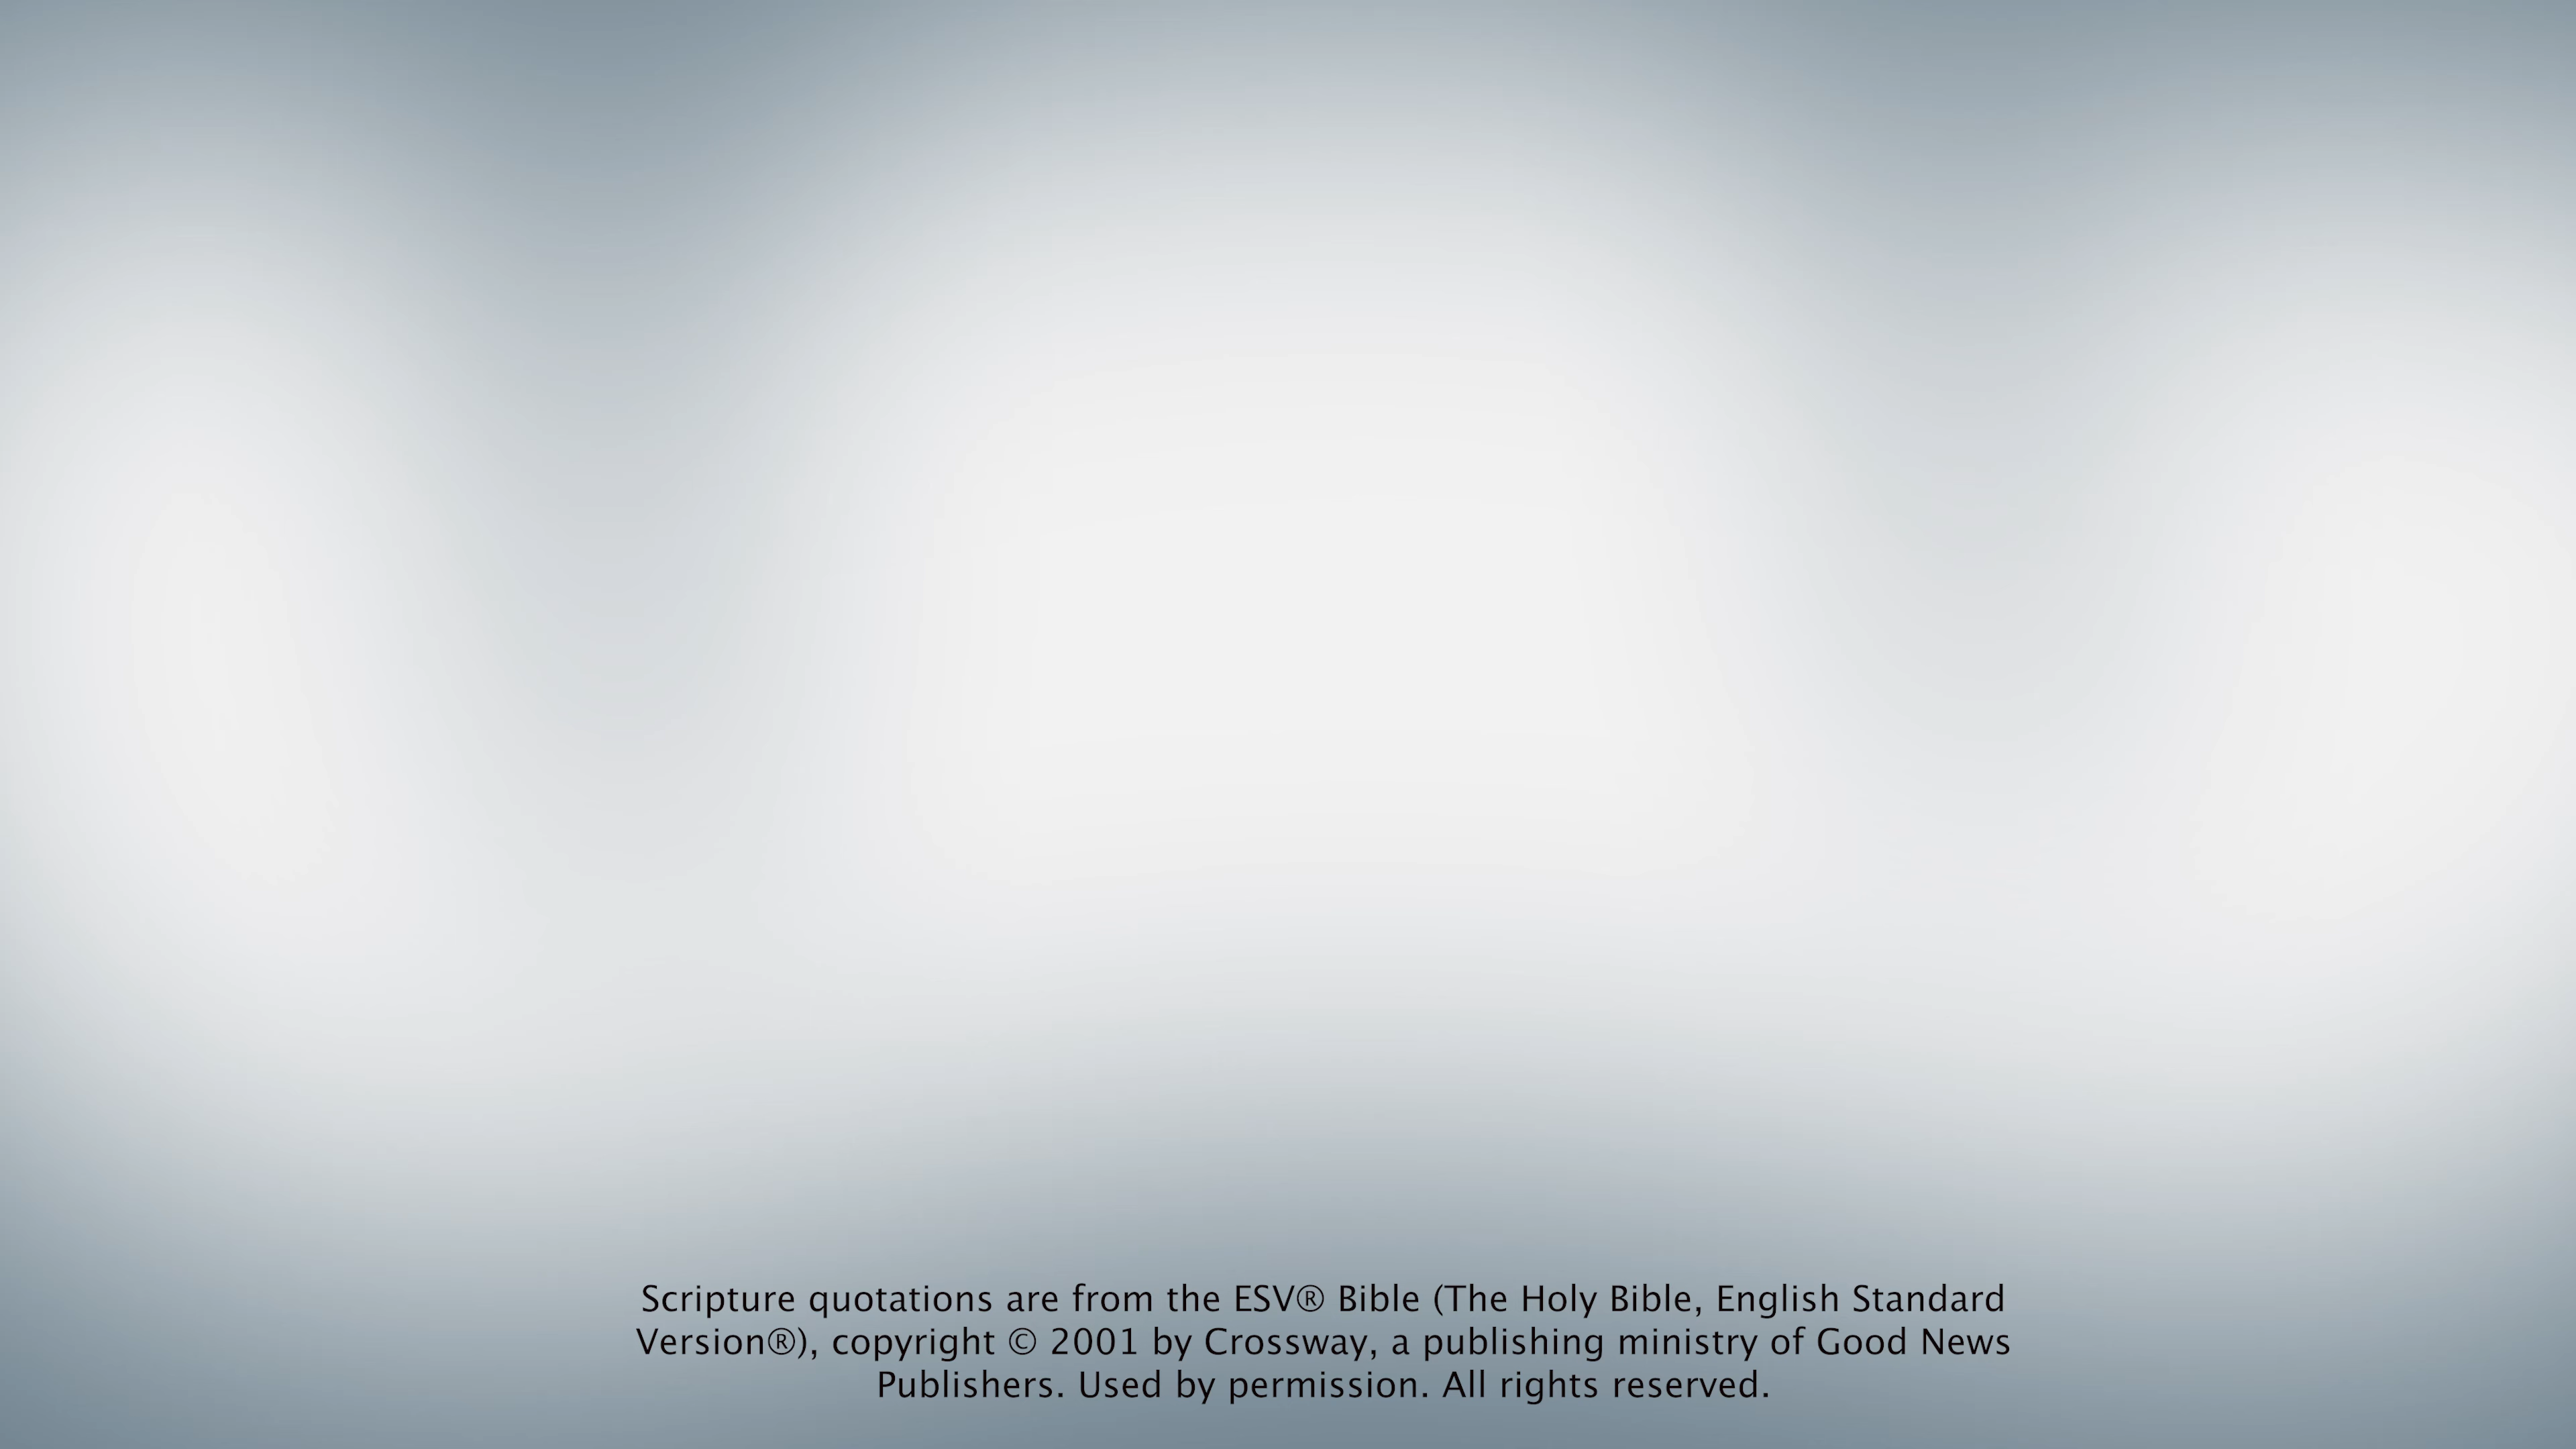 Scripture quotations are from the ESV® Bible (The Holy Bible, English Standard
Version®), copyright © 2001 by Crossway, a publishing ministry of Good News
Publishers. Used by permission. All rights reserved.